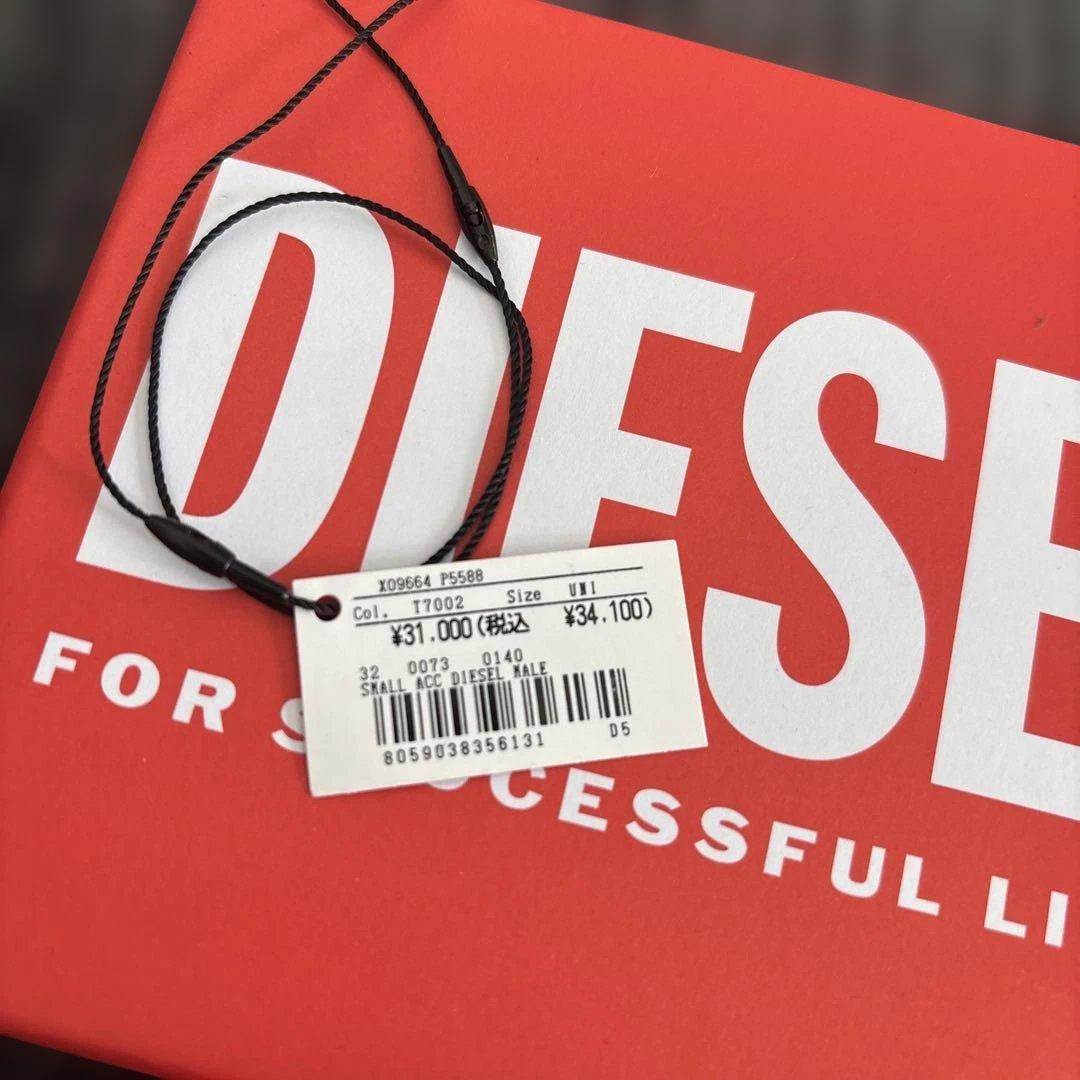 DIESE
FOR S CCESSFUL LI
X09664 P5588
Col. T7002 Size UNI
¥31.000(税込 ¥34.100)
32 0073 0140
SMALL ACC DIESEL MALE
8059038356131 D5